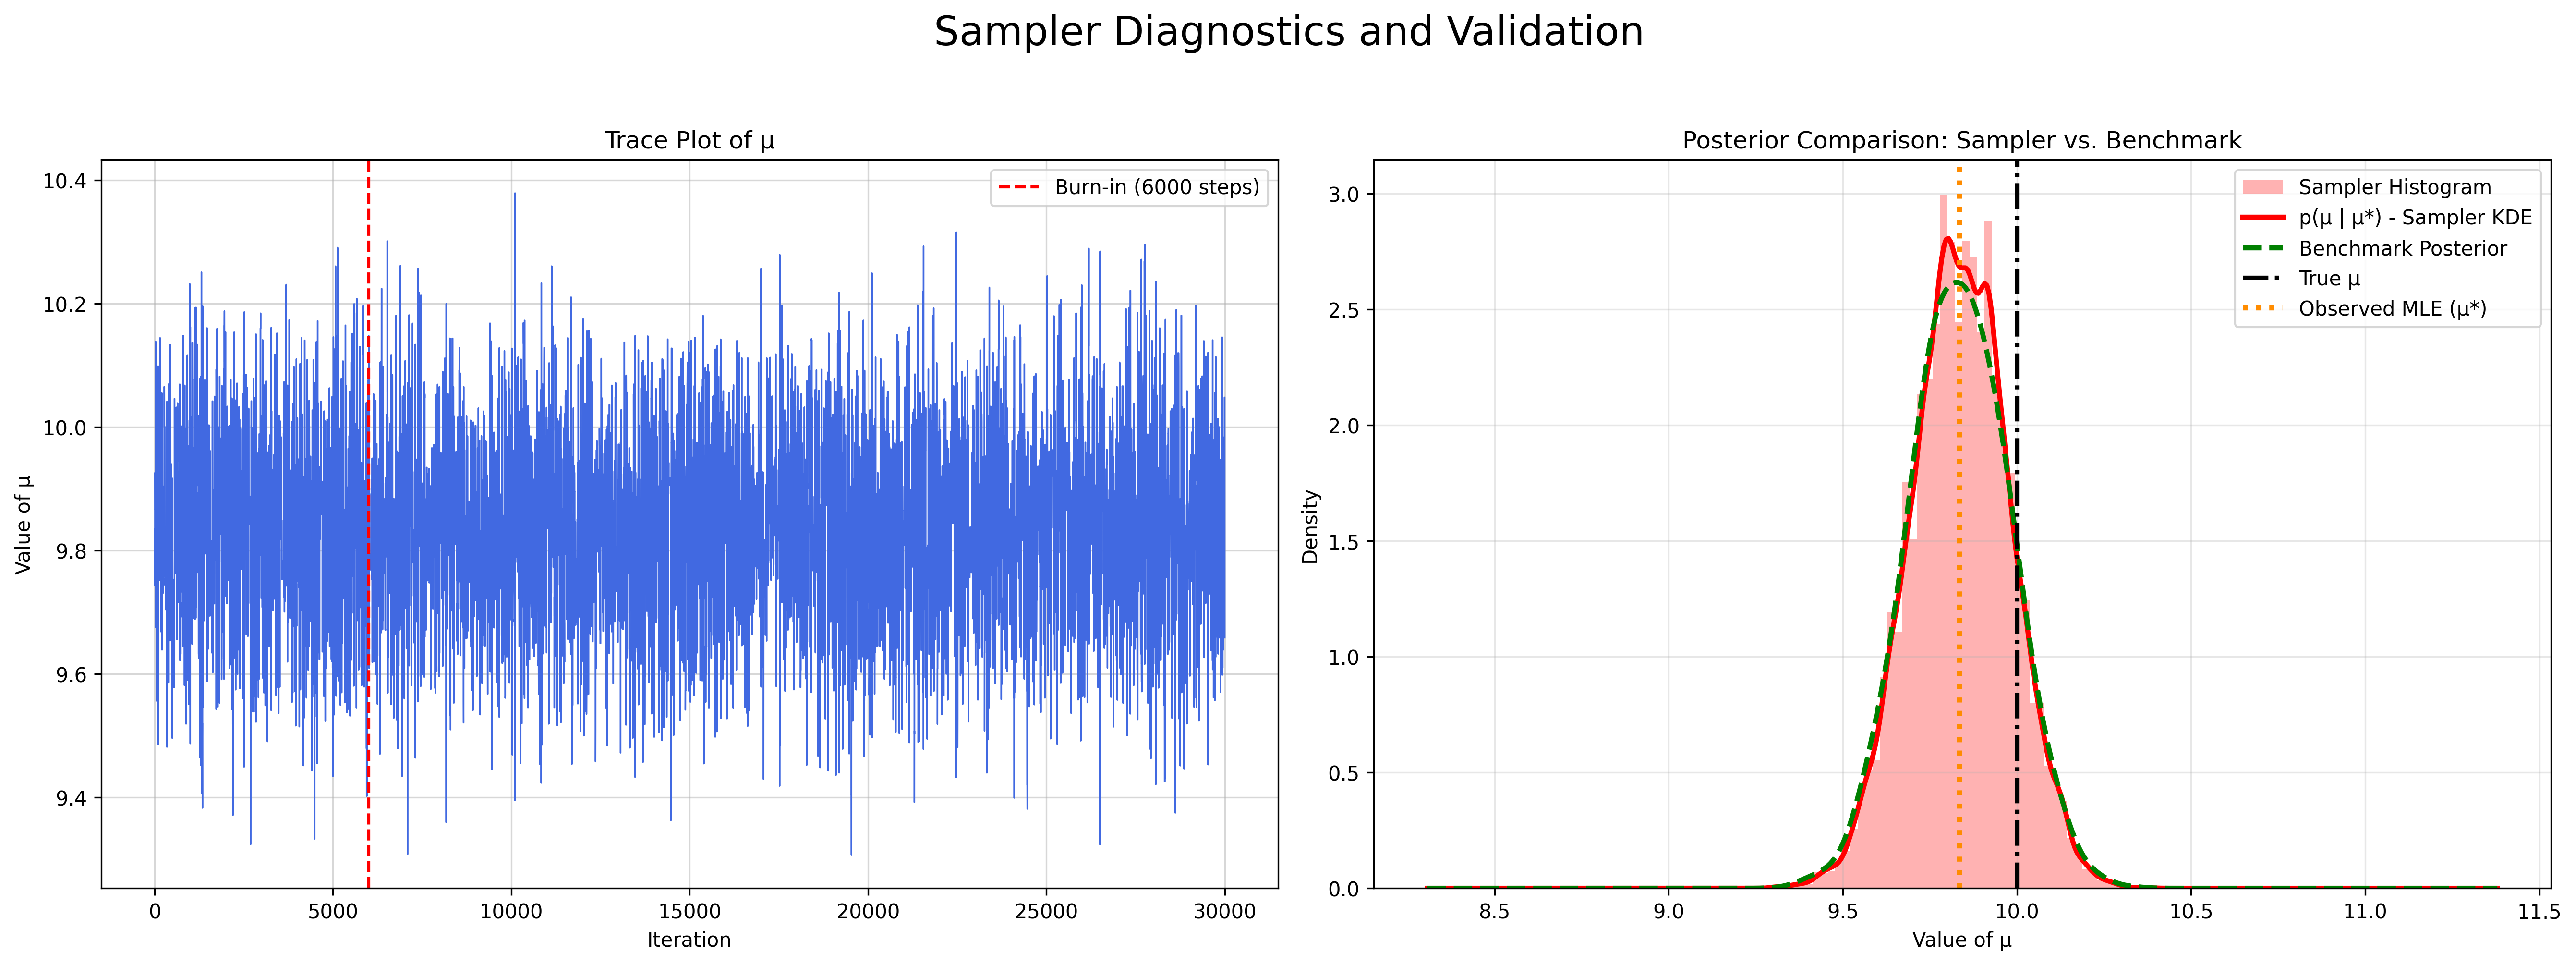 Sampler Diagnostics and Validation
Trace Plot of μ
10.4
10.2
10.0
9.8
9.6
9.4
Value of μ
0 5000 10000 15000 20000 25000 30000
Iteration
Burn-in (6000 steps)
Posterior Comparison: Sampler vs. Benchmark
3.0
2.5
2.0
1.5
1.0
0.5
0.0
Density
8.5 9.0 9.5 10.0 10.5 11.0 11.5
Value of μ
Sampler Histogram
p(μ | μ*) - Sampler KDE
Benchmark Posterior
True μ
Observed MLE (μ*)